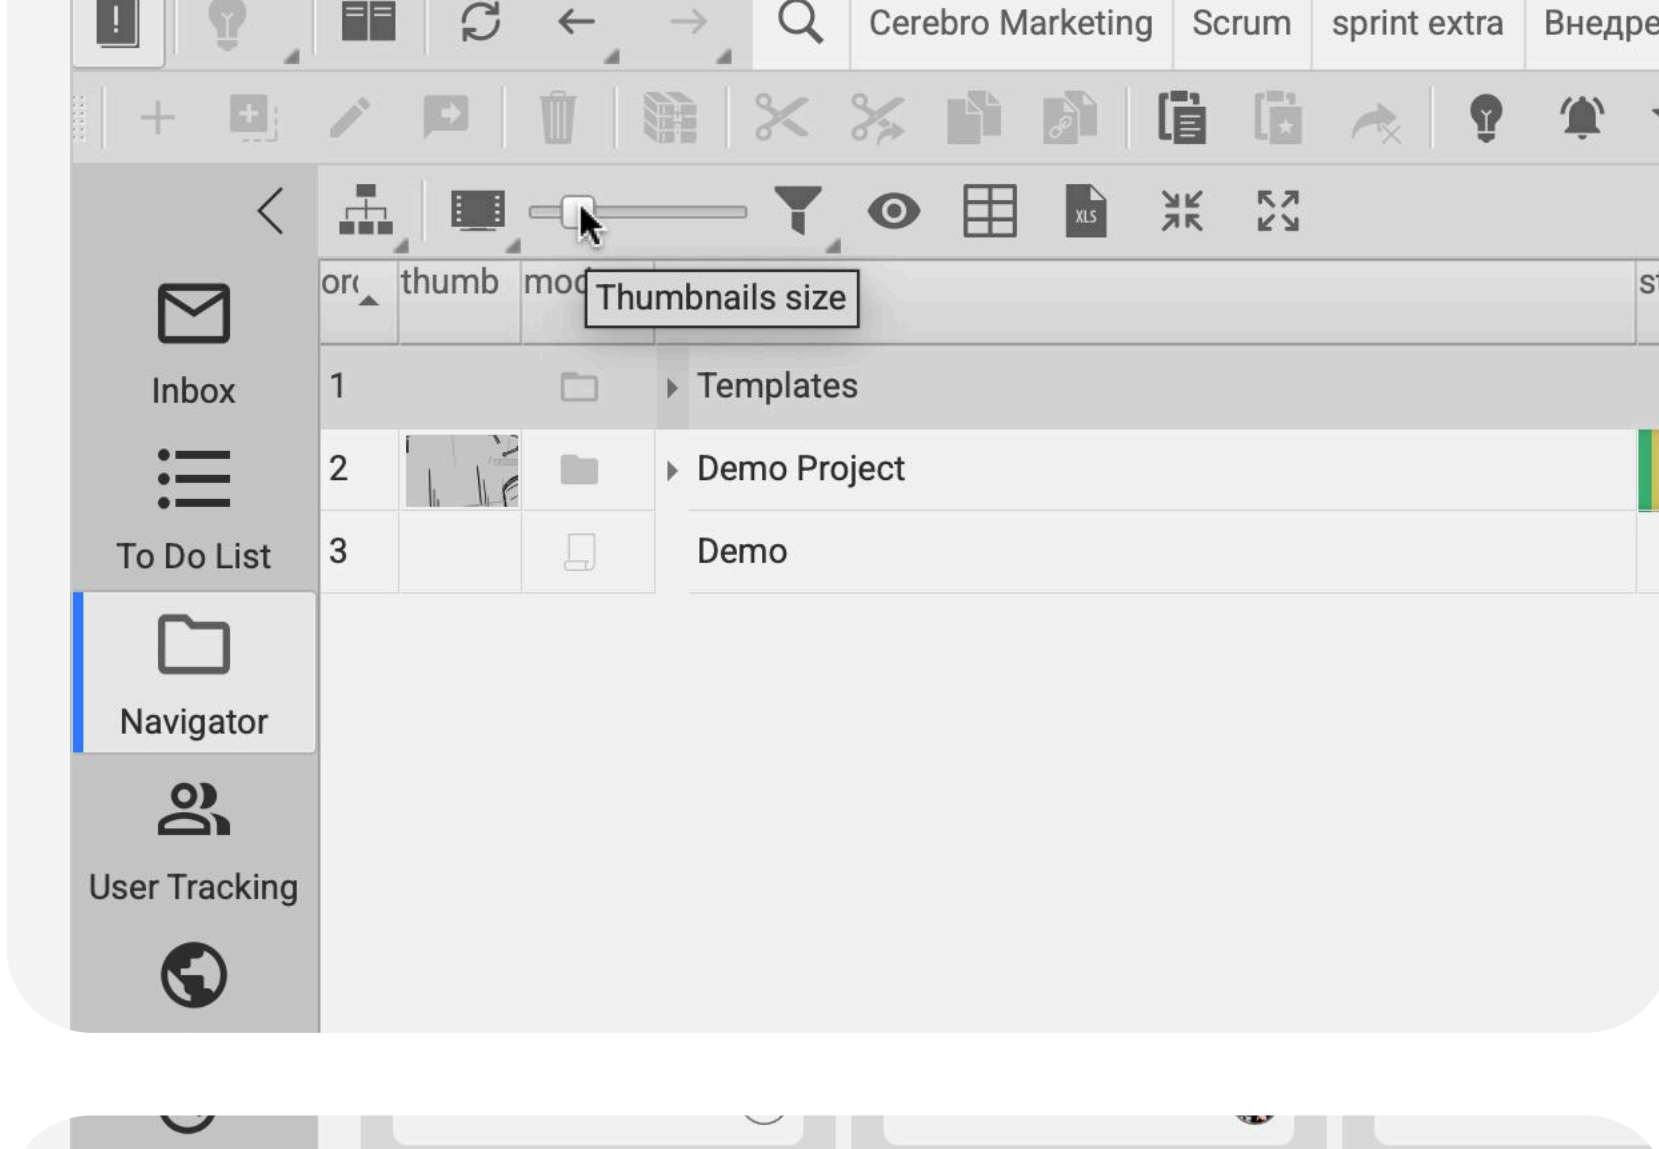 Cerebro Marketing
Scrum
sprint extra
XLS
thumb
Thumbnails size
1
Templates
2
Demo Project
3
Demo
Inbox
To Do List
Navigator
User Tracking